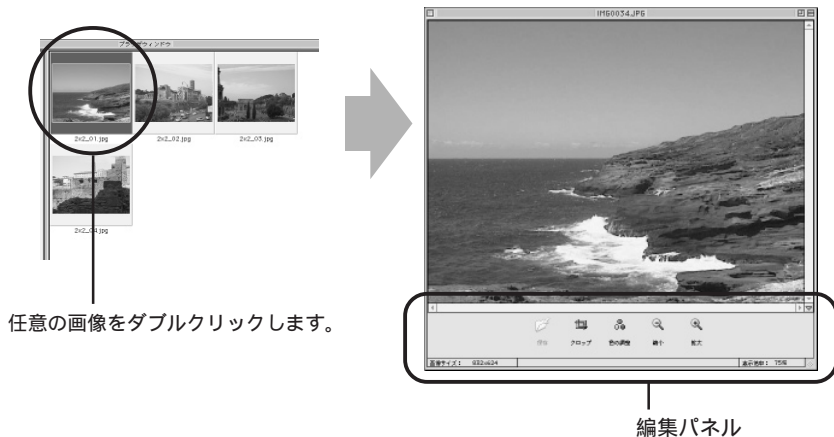 ブラウザウィンドウ
2x2_01.jpg
2x2_02.jpg
2x2_03.jpg
2x2_04.jpg
任意の画像をダブルクリックします。
IMG0034.JPG
クロップ
色の調整
縮小
拡大
画像サイズ： 832x624
表示倍率： 75%
編集パネル